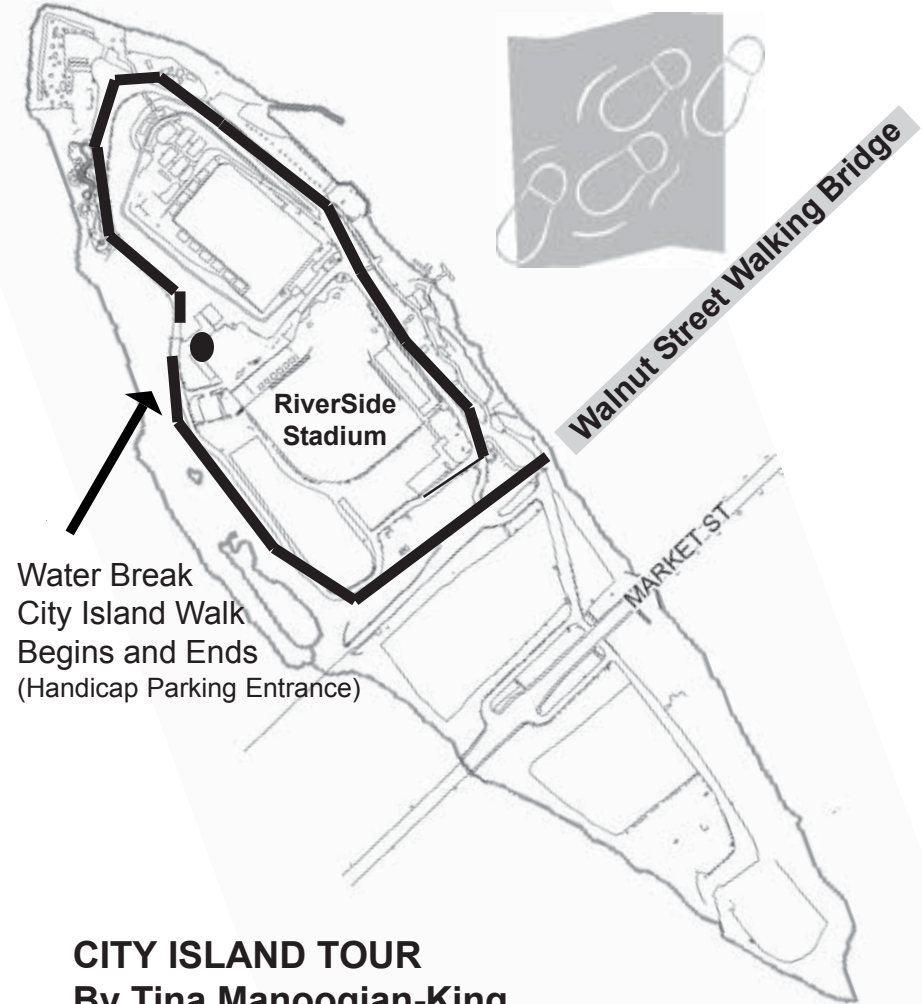 Walnut Street Walking Bridge
RiverSide
Stadium
MARKET ST
Water Break
City Island Walk
Begins and Ends
(Handicap Parking Entrance)
CITY ISLAND TOUR
By Tina Manoogian-King